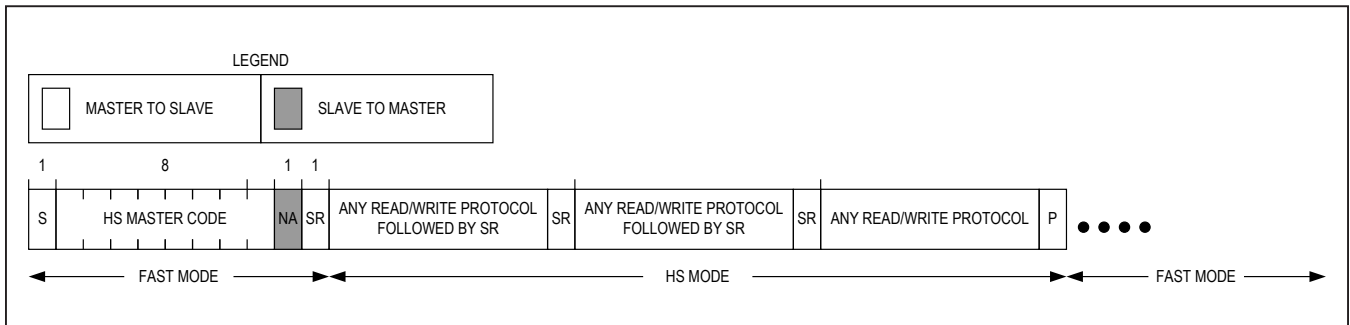 LEGEND
MASTER TO SLAVE
SLAVE TO MASTER
1 8 1 1
S HS MASTER CODE NA SR ANY READ/WRITE PROTOCOL FOLLOWED BY SR SR ANY READ/WRITE PROTOCOL FOLLOWED BY SR SR ANY READ/WRITE PROTOCOL P
FAST MODE HS MODE FAST MODE